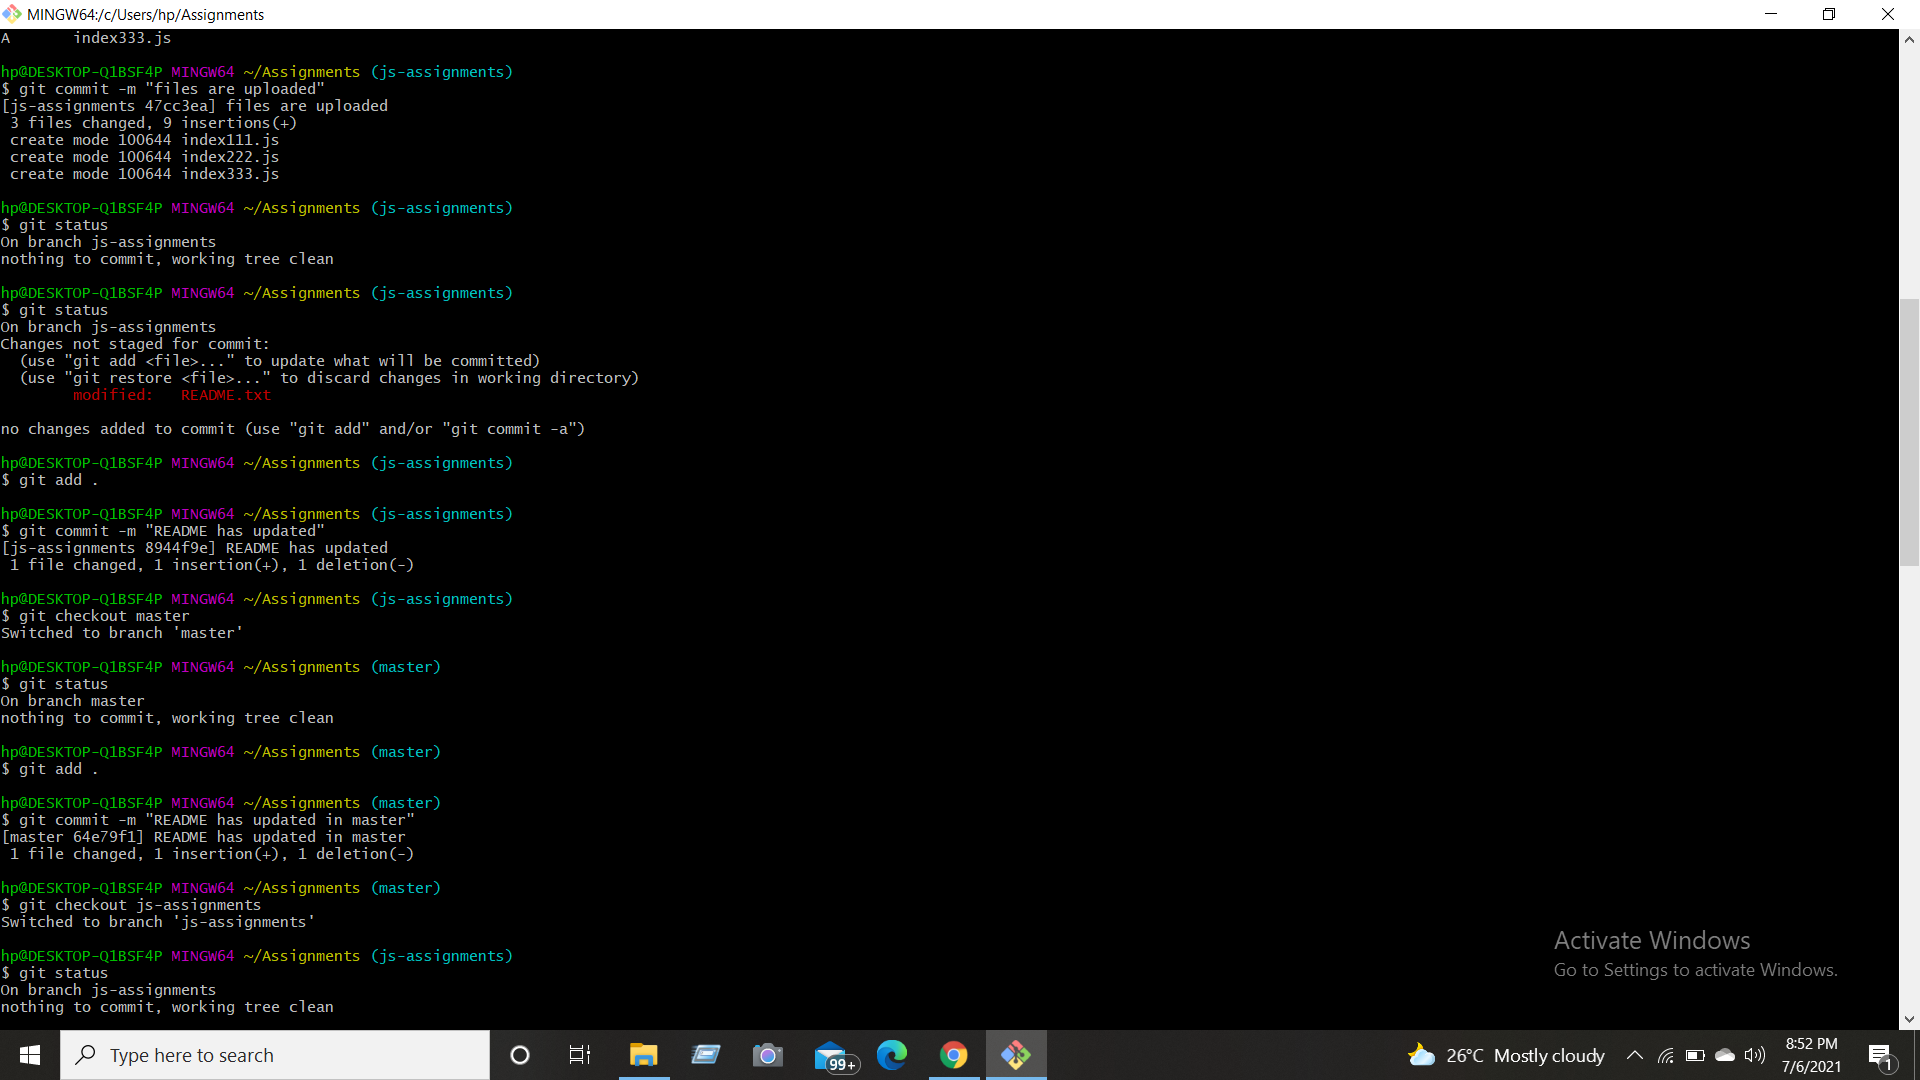 MINGW64:/c/Users/hp/Assignments
A       index333.js
hp@DESKTOP-Q1BSF4P MINGW64 ~/Assignments (js-assignments)
$ git commit -m "files are uploaded"
[js-assignments 47cc3ea] files are uploaded
 3 files changed, 9 insertions(+)
 create mode 100644 index111.js
 create mode 100644 index222.js
 create mode 100644 index333.js
hp@DESKTOP-Q1BSF4P MINGW64 ~/Assignments (js-assignments)
$ git status
On branch js-assignments
nothing to commit, working tree clean
hp@DESKTOP-Q1BSF4P MINGW64 ~/Assignments (js-assignments)
$ git status
On branch js-assignments
Changes not staged for commit:
  (use "git add <file>..." to update what will be committed)
  (use "git restore <file>..." to discard changes in working directory)
        modified:   README.txt
no changes added to commit (use "git add" and/or "git commit -a")
hp@DESKTOP-Q1BSF4P MINGW64 ~/Assignments (js-assignments)
$ git add .
hp@DESKTOP-Q1BSF4P MINGW64 ~/Assignments (js-assignments)
$ git commit -m "README has updated"
[js-assignments 8944f9e] README has updated
 1 file changed, 1 insertion(+), 1 deletion(-)
hp@DESKTOP-Q1BSF4P MINGW64 ~/Assignments (js-assignments)
$ git checkout master
Switched to branch 'master'
hp@DESKTOP-Q1BSF4P MINGW64 ~/Assignments (master)
$ git status
On branch master
nothing to commit, working tree clean
hp@DESKTOP-Q1BSF4P MINGW64 ~/Assignments (master)
$ git add .
hp@DESKTOP-Q1BSF4P MINGW64 ~/Assignments (master)
$ git commit -m "README has updated in master"
[master 64e79f1] README has updated in master
 1 file changed, 1 insertion(+), 1 deletion(-)
hp@DESKTOP-Q1BSF4P MINGW64 ~/Assignments (master)
$ git checkout js-assignments
Switched to branch 'js-assignments'
hp@DESKTOP-Q1BSF4P MINGW64 ~/Assignments (js-assignments)
$ git status
On branch js-assignments
nothing to commit, working tree clean
Activate Windows
Go to Settings to activate Windows.
Type here to search
99+
26°C Mostly cloudy
8:52 PM
7/6/2021
1